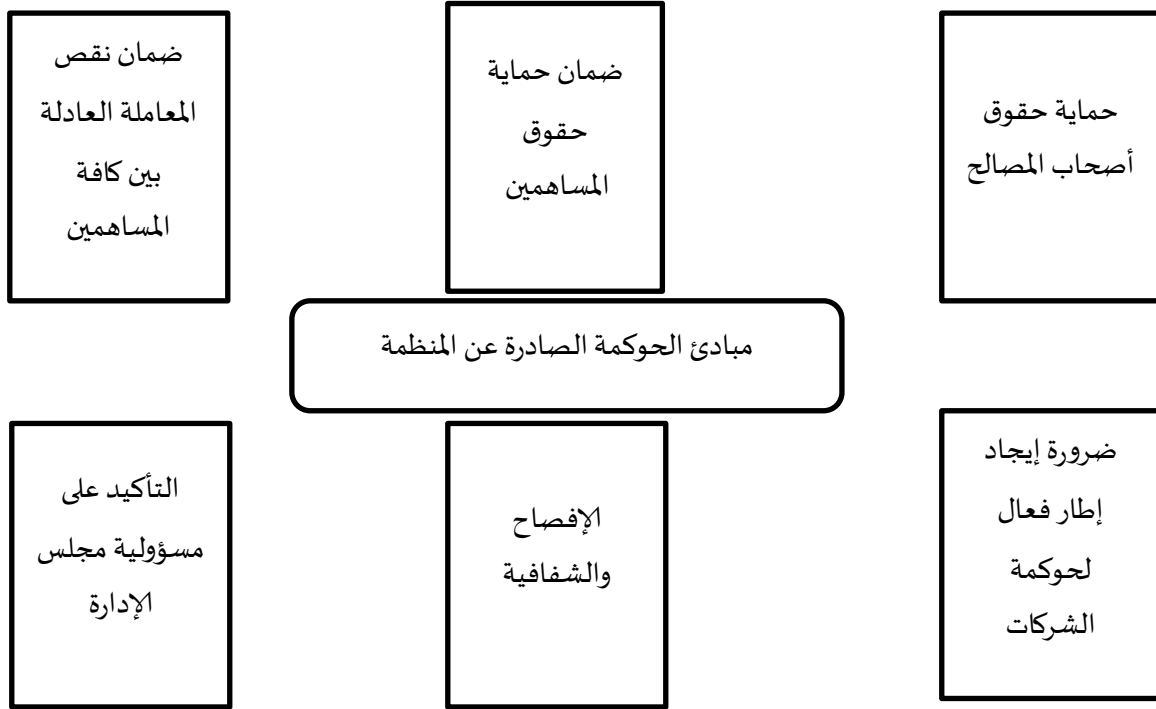 حماية حقوق
أصحاب المصالح
ضمان حماية
حقوق
المساهمين
ضمان نقص
المعاملة العادلة
بين كافة
المساهمين
مبادئ الحوكمة الصادرة عن المنظمة
ضرورة إيجاد
إطار فعال
لحوكمة
الشركات
الإفصاح
والشفافية
التأكيد على
مسؤولية مجلس
الإدارة